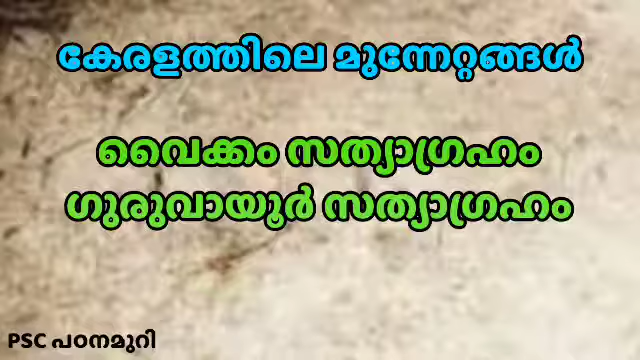 കേരളത്തിലെ മുന്നേറ്റങ്ങൾ
വൈക്കം സത്യാഗ്രഹം
ഗുരുവായൂർ സത്യാഗ്രഹം
PSC പഠനമുറി